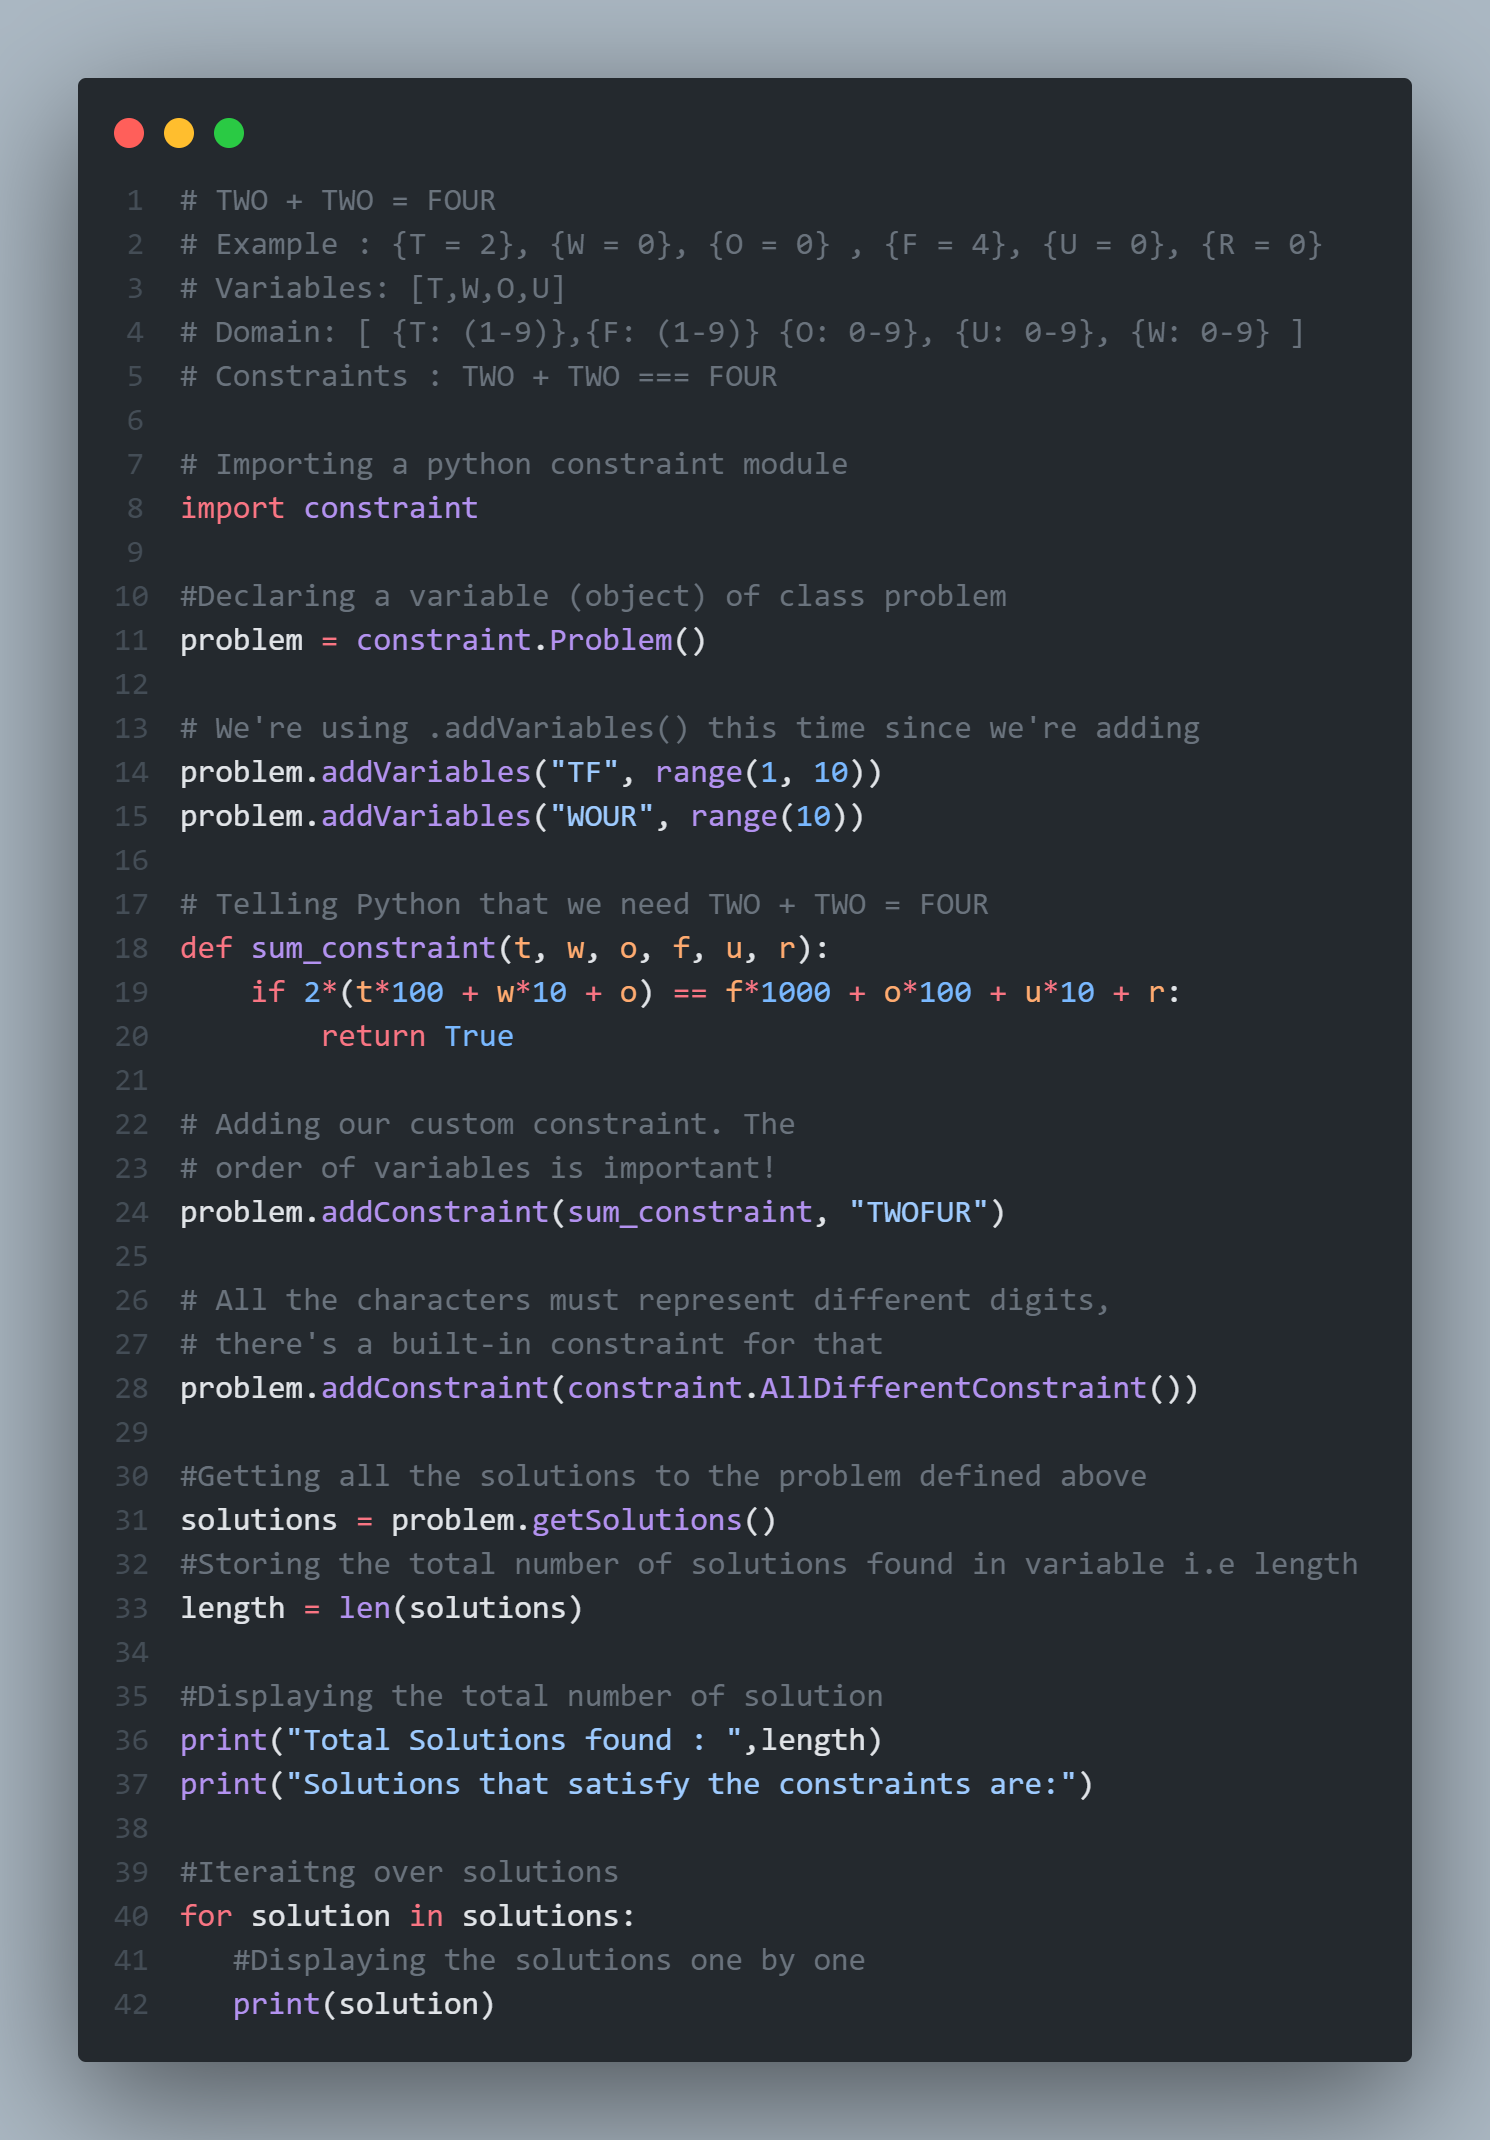 1 # TWO + TWO = FOUR
2 # Example : {T = 2}, {W = 0}, {O = 0} , {F = 4}, {U = 0}, {R = 0}
3 # Variables: [T,W,O,U]
4 # Domain: [ {T: (1-9)},{F: (1-9)} {O: 0-9}, {U: 0-9}, {W: 0-9} ]
5 # Constraints : TWO + TWO === FOUR
6
7 # Importing a python constraint module
8 import constraint
9
10 #Declaring a variable (object) of class problem
11 problem = constraint.Problem()
12
13 # We're using .addVariables() this time since we're adding
14 problem.addVariables("TF", range(1, 10))
15 problem.addVariables("WOUR", range(10))
16
17 # Telling Python that we need TWO + TWO = FOUR
18 def sum_constraint(t, w, o, f, u, r):
19     if 2*(t*100 + w*10 + o) == f*1000 + o*100 + u*10 + r:
20         return True
21
22 # Adding our custom constraint. The
23 # order of variables is important!
24 problem.addConstraint(sum_constraint, "TWOFUR")
25
26 # All the characters must represent different digits,
27 # there's a built-in constraint for that
28 problem.addConstraint(constraint.AllDifferentConstraint())
29
30 #Getting all the solutions to the problem defined above
31 solutions = problem.getSolutions()
32 #Storing the total number of solutions found in variable i.e length
33 length = len(solutions)
34
35 #Displaying the total number of solution
36 print("Total Solutions found : ",length)
37 print("Solutions that satisfy the constraints are:")
38
39 #Iteraitng over solutions
40 for solution in solutions:
41    #Displaying the solutions one by one
42    print(solution)